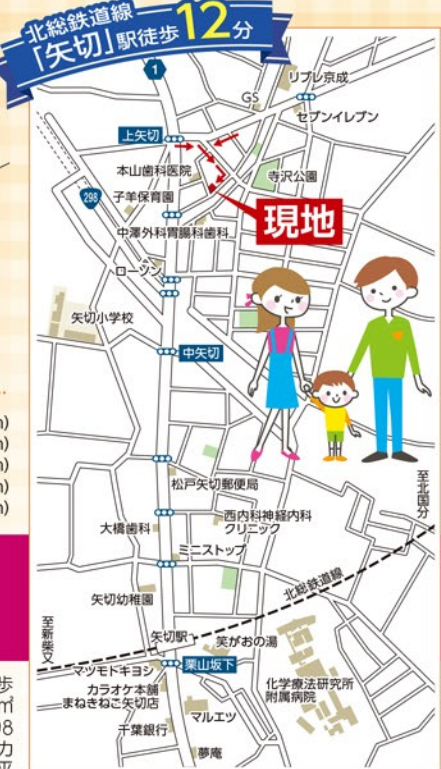 北総鉄道線
「矢切」駅徒歩12分
1
リブレ京成
GS
セブンイレブン
上矢切
本山歯科医院
寺沢公園
子羊保育園
298
現地
中澤外科胃腸科歯科
ローソン
矢切小学校
中矢切
m)
m)
m)
m)
m)
松戸矢切郵便局
至北国分
大橋歯科
西内科神経内科
クリニック
ミニストップ
北総鉄道線
矢切幼稚園
至新柴又
矢切駅
笑がおの湯
栗山坂下
マツモトキヨシ
カラオケ本舗
まねきねこ矢切店
化学療法研究所
附属病院
マルエツ
千葉銀行
夢庵
歩
㎡
98
カ